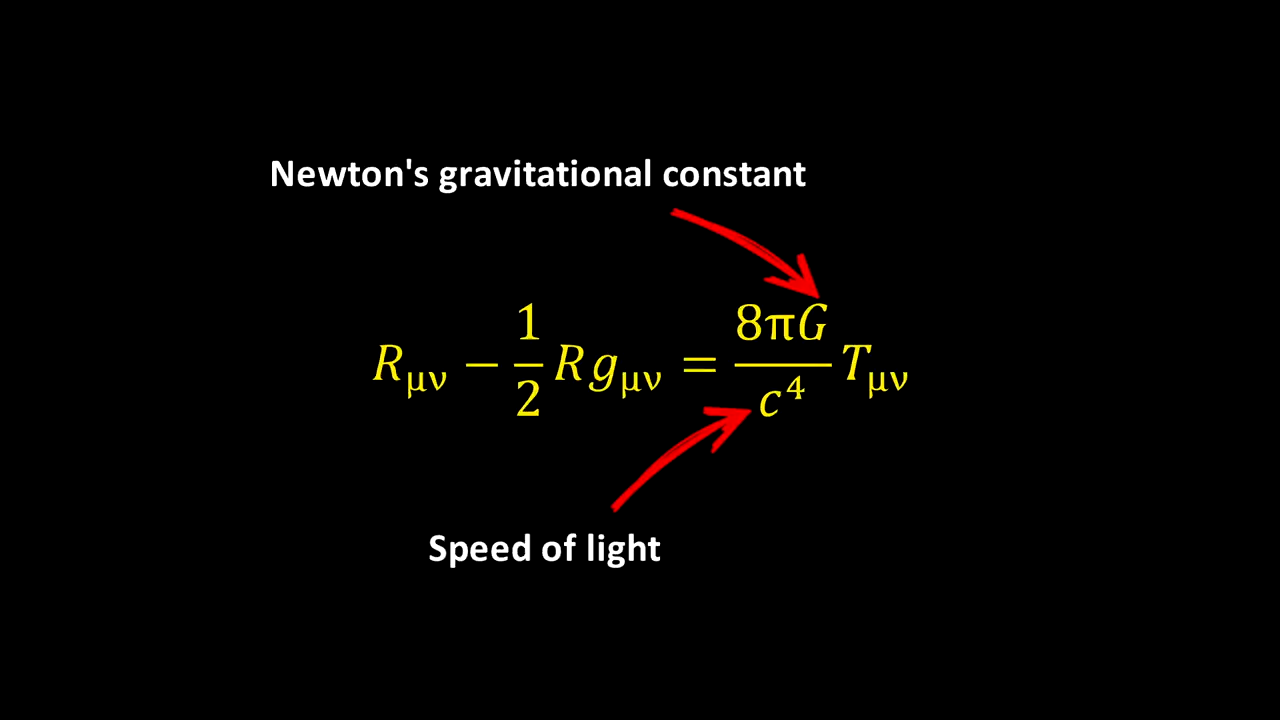 Newton's gravitational constant
R_μν − 1/2 R g_μν = 8πG/c⁴ T_μν
Speed of light